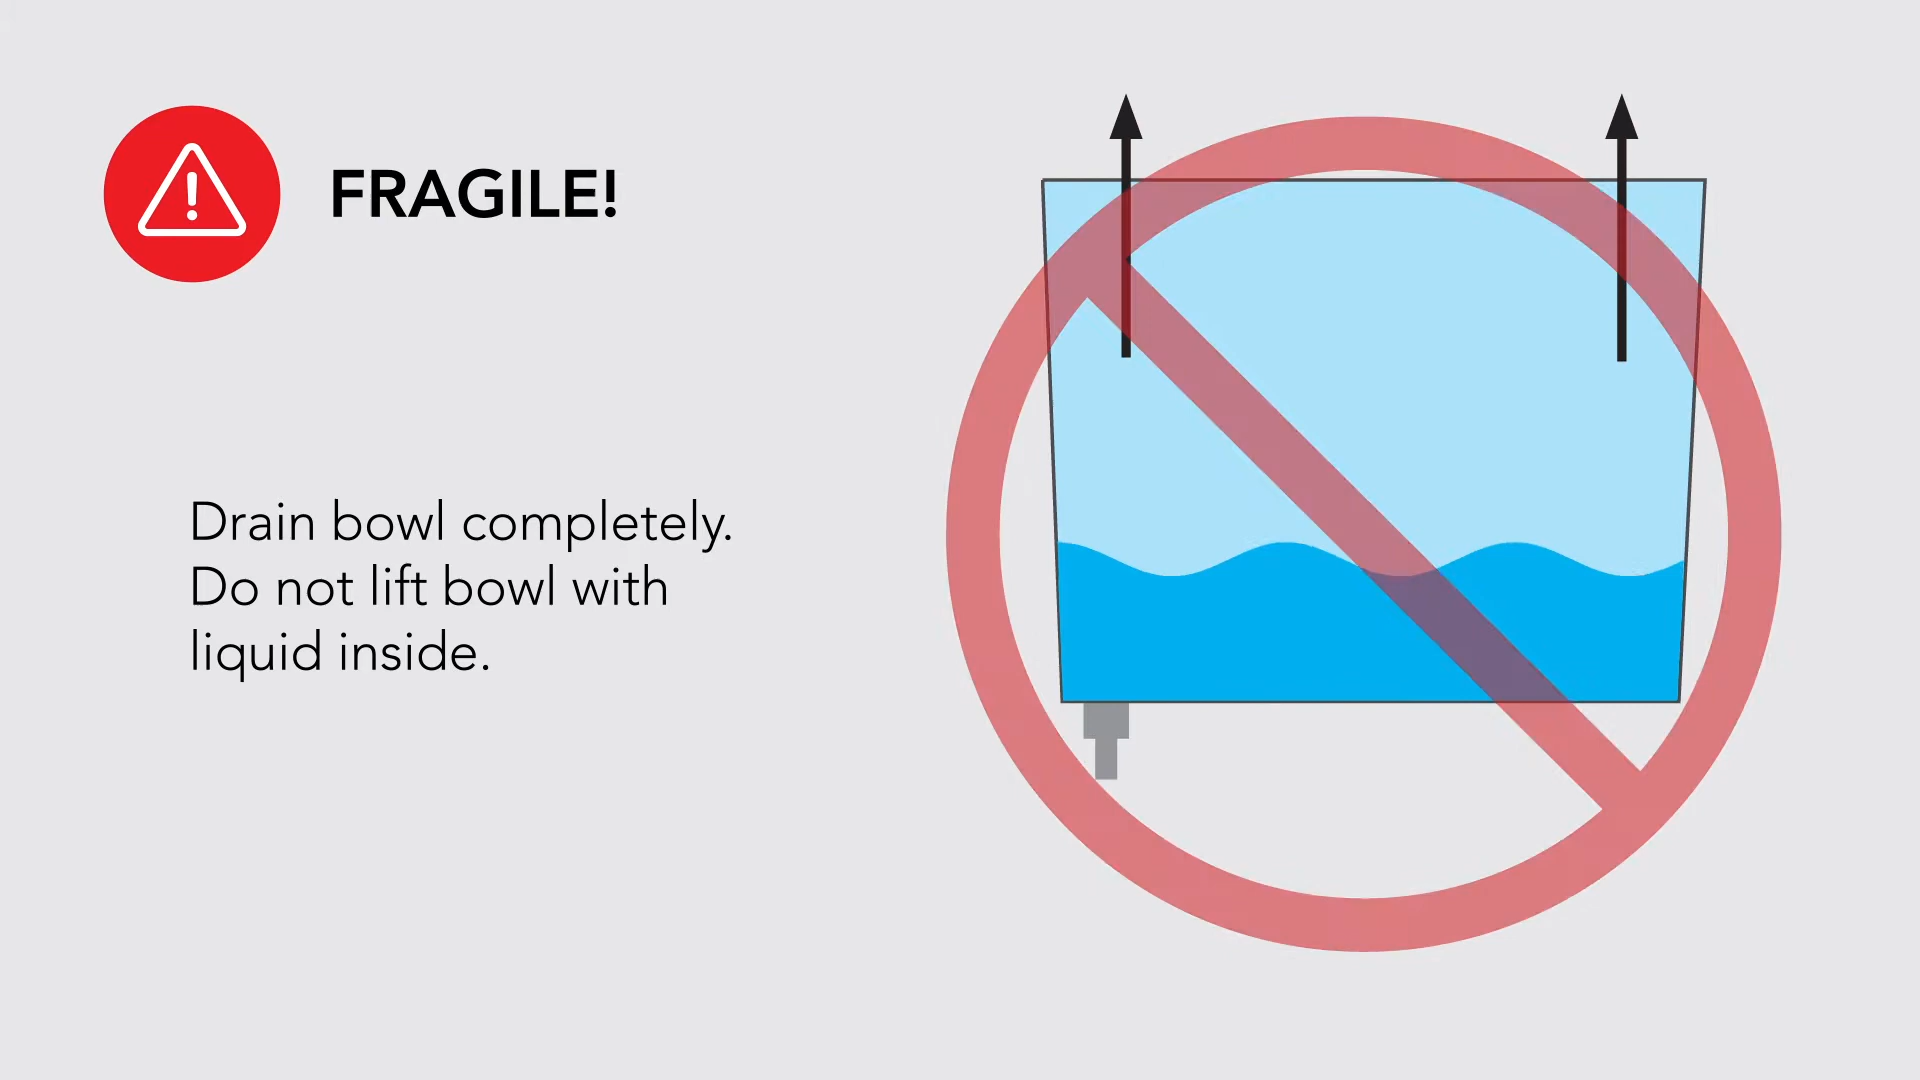 FRAGILE!
Drain bowl completely.
Do not lift bowl with
liquid inside.